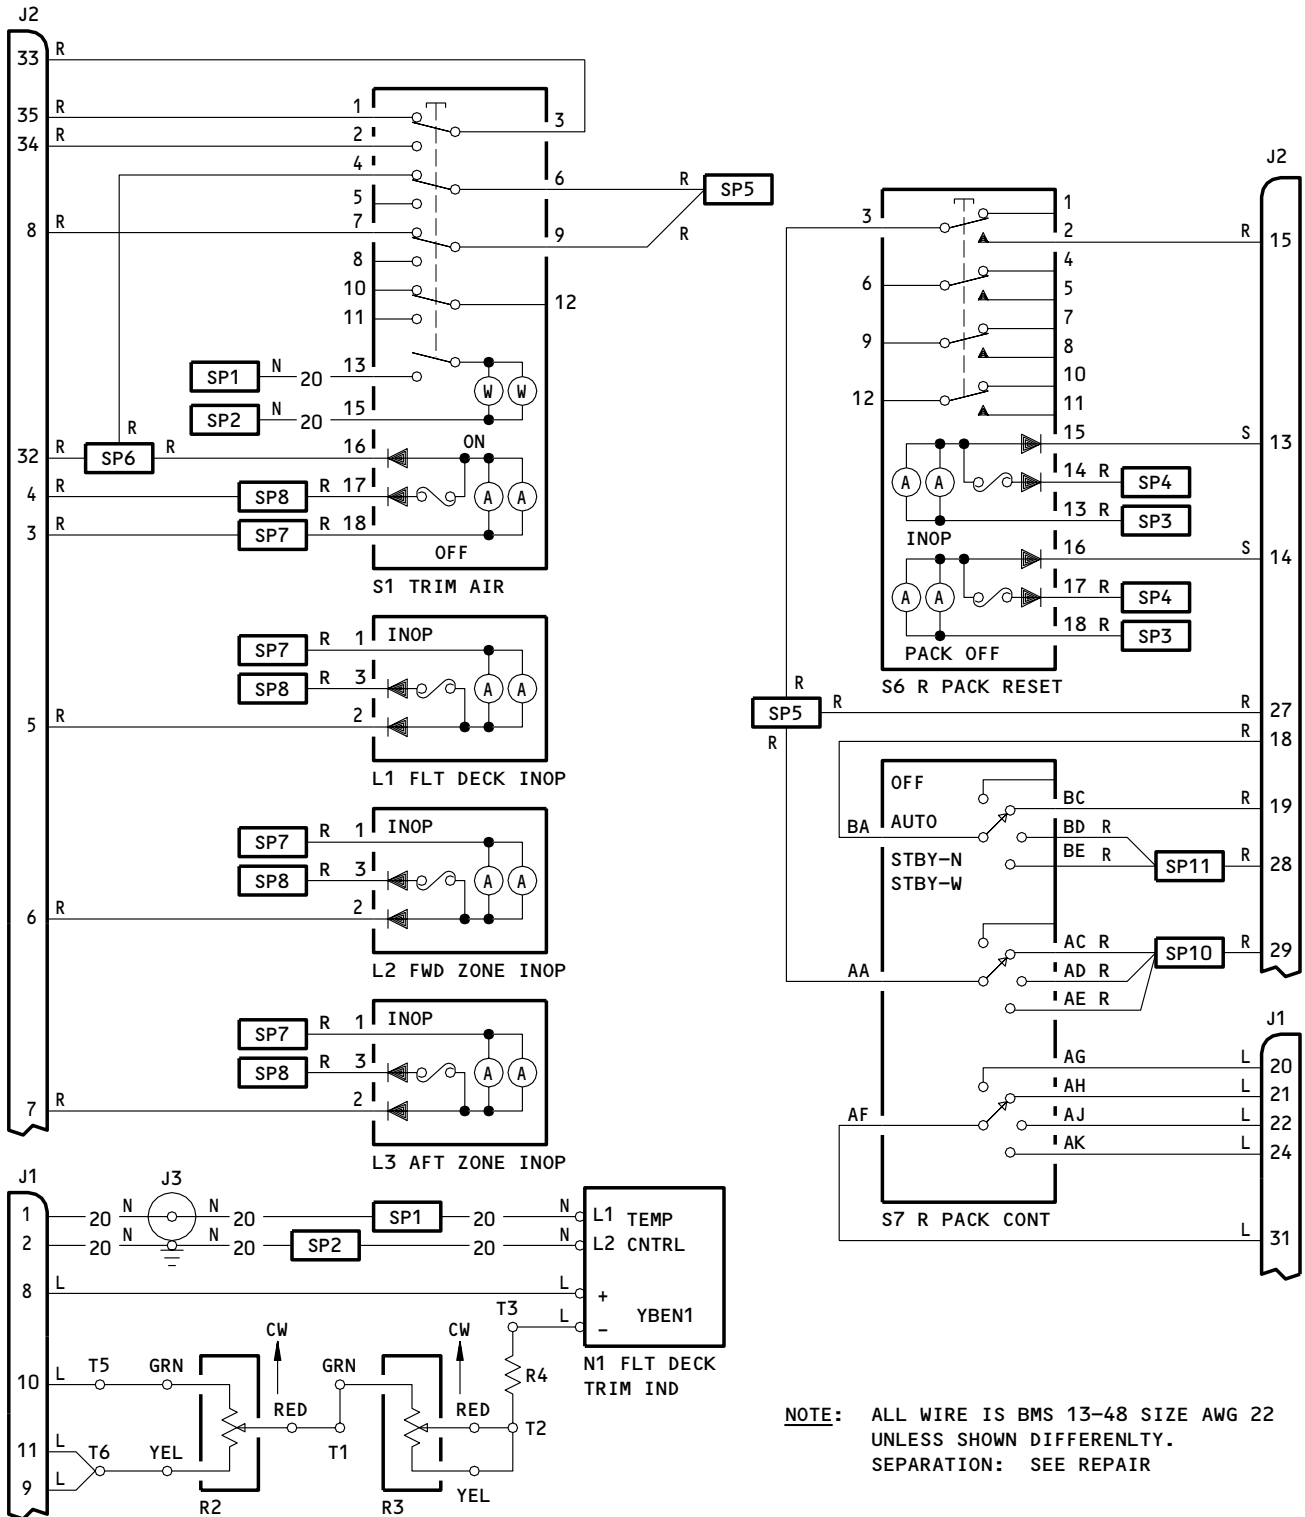 J2
33 R
35 R 1 3
34 R 2
4 6 R SP5
5
8 R 7 9 R
8
10 12
11
SP1 N 20 13 W W
SP2 N 20 15
R ON
32 R SP6 R 16
4 R SP8 R 17 A A
3 R SP7 R 18
OFF
S1 TRIM AIR
INOP
SP7 R 1
SP8 R 3 A A
5 R 2
L1 FLT DECK INOP
INOP
SP7 R 1
SP8 R 3 A A
6 R 2
L2 FWD ZONE INOP
INOP
SP7 R 1
SP8 R 3 A A
7 R 2
L3 AFT ZONE INOP
J2
3 1
2 R 15
4
6 5
7
9 8
10
12 11
15 S 13
A A 14 R SP4
13 R SP3
INOP
16 S 14
A A 17 R SP4
18 R SP3
PACK OFF
S6 R PACK RESET
R
SP5 R R 27
R R 18
OFF
BC R 19
BA AUTO BD R
STBY-N BE R SP11 R 28
STBY-W
AC R SP10 R 29
AA AD R
AE R
J1
AG L 20
AH L 21
AF AJ L 22
AK L 24
S7 R PACK CONT
L 31
J1 J3
1 20 N N 20 SP1 20 N L1 TEMP
2 20 N N 20 SP2 20 N L2 CNTRL
8 L L +
T3 L - YBEN1
CW CW
N1 FLT DECK
TRIM IND
10 L T5 GRN GRN R4
RED RED
T1 T2
11 L T6 YEL
9 L YEL
R2 R3
NOTE: ALL WIRE IS BMS 13-48 SIZE AWG 22
UNLESS SHOWN DIFFERENLTY.
SEPARATION: SEE REPAIR